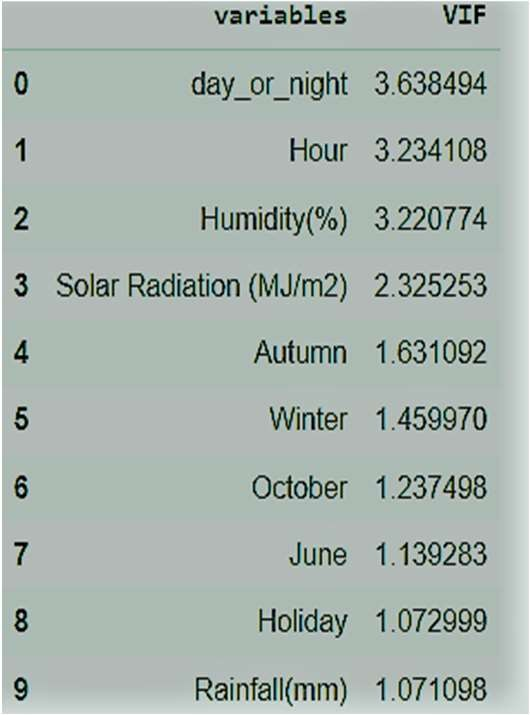 variables VIF
0 day_or_night 3.638494
1 Hour 3.234108
2 Humidity(%) 3.220774
3 Solar Radiation (MJ/m2) 2.325253
4 Autumn 1.631092
5 Winter 1.459970
6 October 1.237498
7 June 1.139283
8 Holiday 1.072999
9 Rainfall(mm) 1.071098